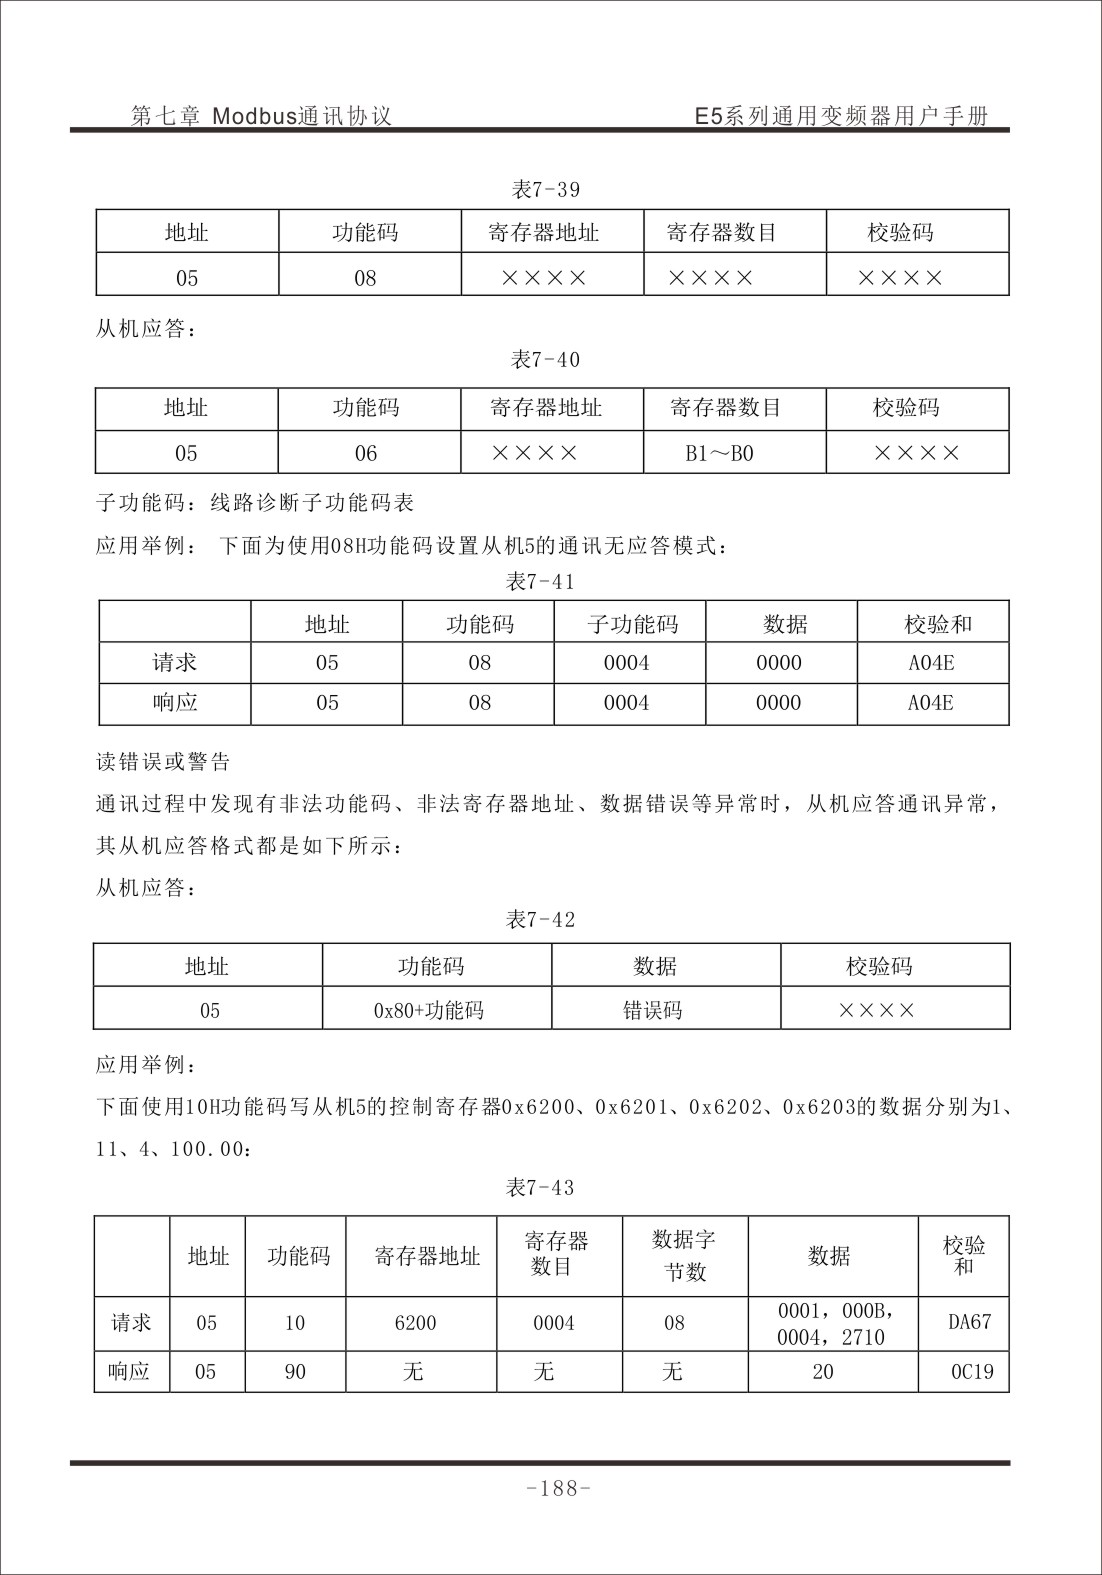 第七章 Modbus通讯协议 E5系列通用变频器用户手册
表7-39
地址 功能码 寄存器地址 寄存器数目 校验码
05 08 ×××× ×××× ××××
从机应答：
表7-40
地址 功能码 寄存器地址 寄存器数目 校验码
05 06 ×××× B1～B0 ××××
子功能码：线路诊断子功能码表
应用举例： 下面为使用08H功能码设置从机5的通讯无应答模式：
表7-41
地址 功能码 子功能码 数据 校验和
请求 05 08 0004 0000 A04E
响应 05 08 0004 0000 A04E
读错误或警告
通讯过程中发现有非法功能码、非法寄存器地址、数据错误等异常时，从机应答通讯异常，
其从机应答格式都是如下所示：
从机应答：
表7-42
地址 功能码 数据 校验码
05 0x80+功能码 错误码 ××××
应用举例：
下面使用10H功能码写从机5的控制寄存器0x6200、0x6201、0x6202、0x6203的数据分别为1、
11、4、100.00：
表7-43
地址 功能码 寄存器地址 寄存器数目 数据字节数 数据 校验和
请求 05 10 6200 0004 08 0001，000B，0004，2710 DA67
响应 05 90 无 无 无 20 0C19
-188-